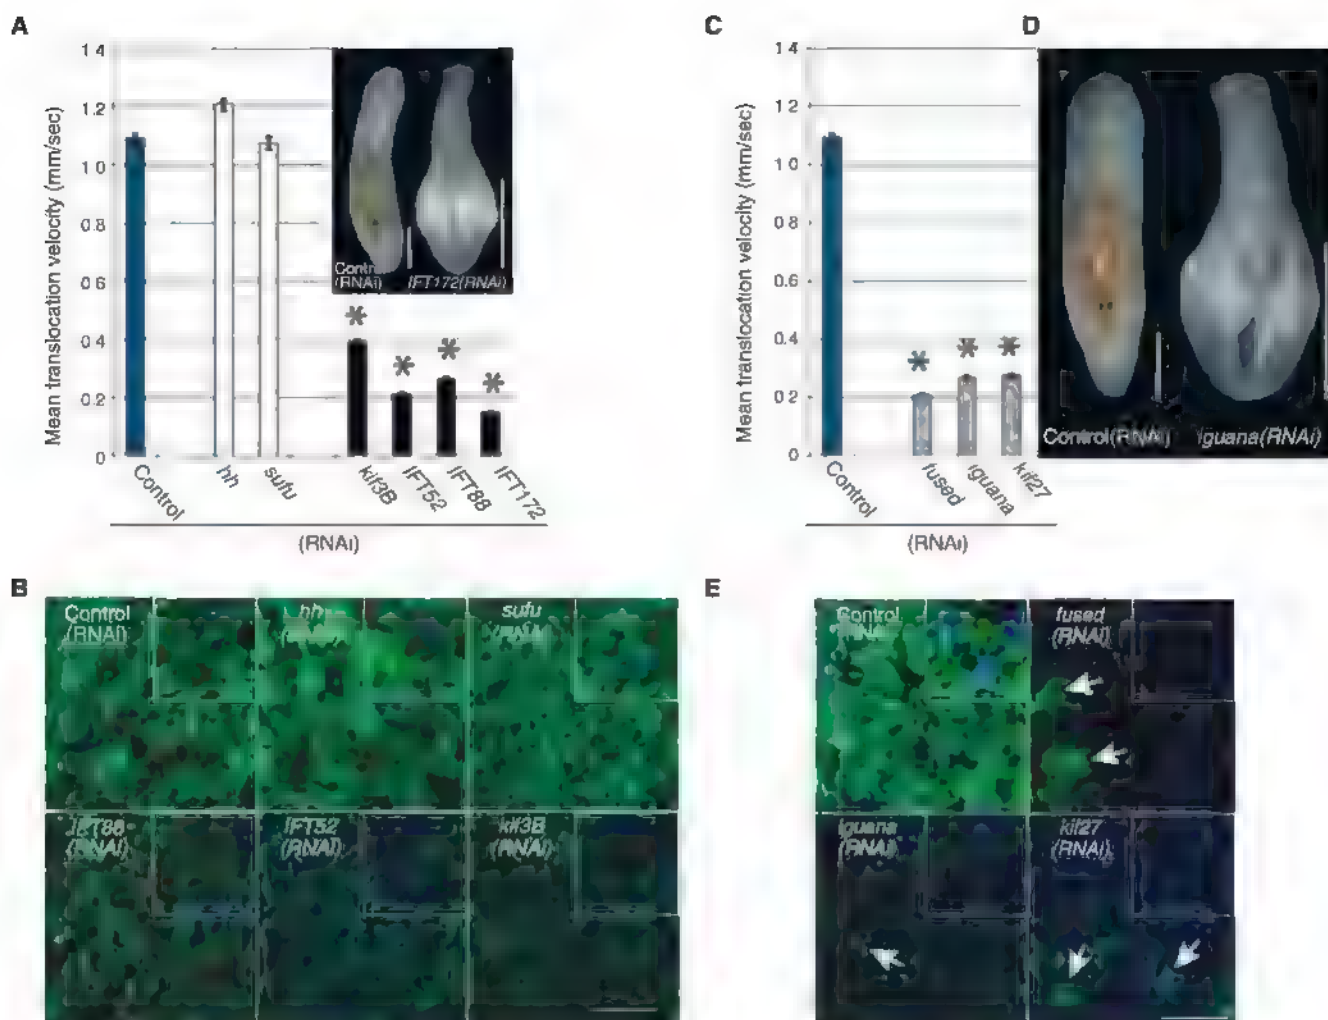 A
Mean translocation velocity (mm/sec)
1 4
1.2
1 0
0.8
0 4
0 2
0
Control
hh
sufu
kif3B
IFT52
IFT88
IFT172
(RNAi)
Control
(RNAi)
IFT172(RNAi)
C
Mean translocation velocity (mm/sec)
1 4
1 2
1 0
0 8
0 6
0 4
0 2
0
Control
fused
iguana
kif27
(RNAi)
D
Control(RNAi)
iguana(RNAi)
B
Control
(RNAi)
hh
sufu
(RNAi)
IFT88
(RNAi)
IFT52
(RNAi)
kif3B
(RNAi)
E
Control
fused
(RNAi)
iguana
(RNAi)
kif27
(RNAi)